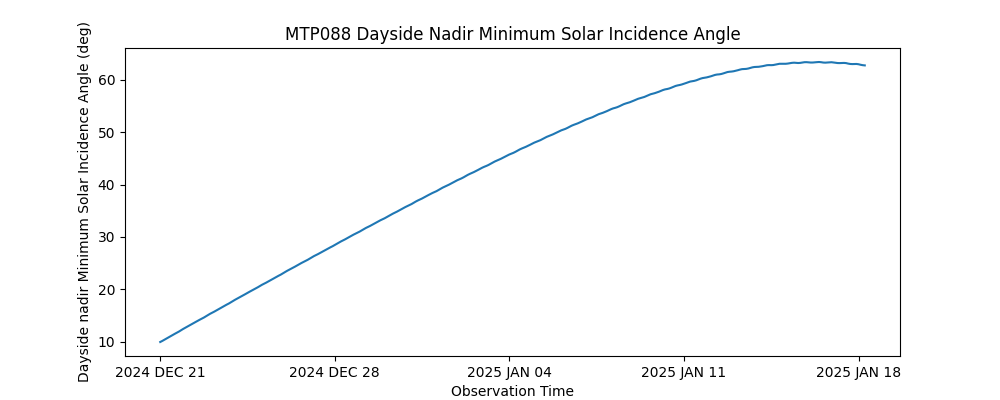 MTP088 Dayside Nadir Minimum Solar Incidence Angle
Dayside nadir Minimum Solar Incidence Angle (deg)
60
50
40
30
20
10
2024 DEC 21
2024 DEC 28
2025 JAN 04
2025 JAN 11
2025 JAN 18
Observation Time